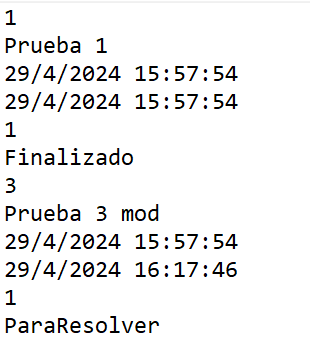 1
Prueba 1
29/4/2024 15:57:54
29/4/2024 15:57:54
1
Finalizado
3
Prueba 3 mod
29/4/2024 15:57:54
29/4/2024 16:17:46
1
ParaResolver